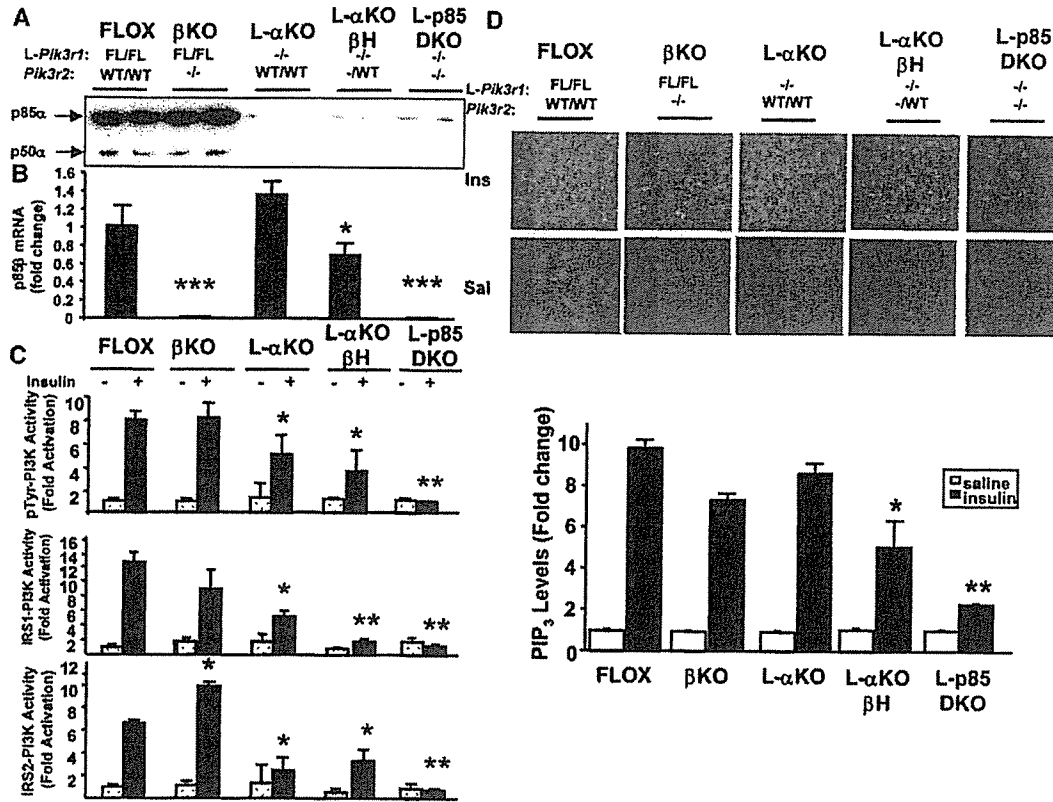 A
FLOX βKO L-αKO L-αKO βH L-p85 DKO
L-Pik3r1: FL/FL FL/FL -/- -/- -/-
Pik3r2: WT/WT -/- WT/WT -/WT -/-
p85α
p50α
B
p85β mRNA
(fold change)
1.6
1.4
1.2
1
0.8
0.6
0.4
0.2
0
*** * ***
C
FLOX βKO L-αKO L-αKO βH L-p85 DKO
Insulin - + - + - + - + - +
pTyr-PI3K Activity
(Fold Activation)
10
8
6
4
2
* * **
IRS1-PI3K Activity
(Fold Activation)
16
14
12
10
8
6
4
2
* ** **
IRS2-PI3K Activity
(Fold Activation)
12
10
8
6
4
2
* * * **
D
FLOX βKO L-αKO L-αKO βH L-p85 DKO
L-Pik3r1: FL/FL FL/FL -/- -/- -/-
Pik3r2: WT/WT -/- WT/WT -/WT -/-
Ins
Sal
PIP3 Levels (Fold change)
10
8
6
4
2
0
* **
saline
insulin
FLOX βKO L-αKO L-αKO βH L-p85 DKO